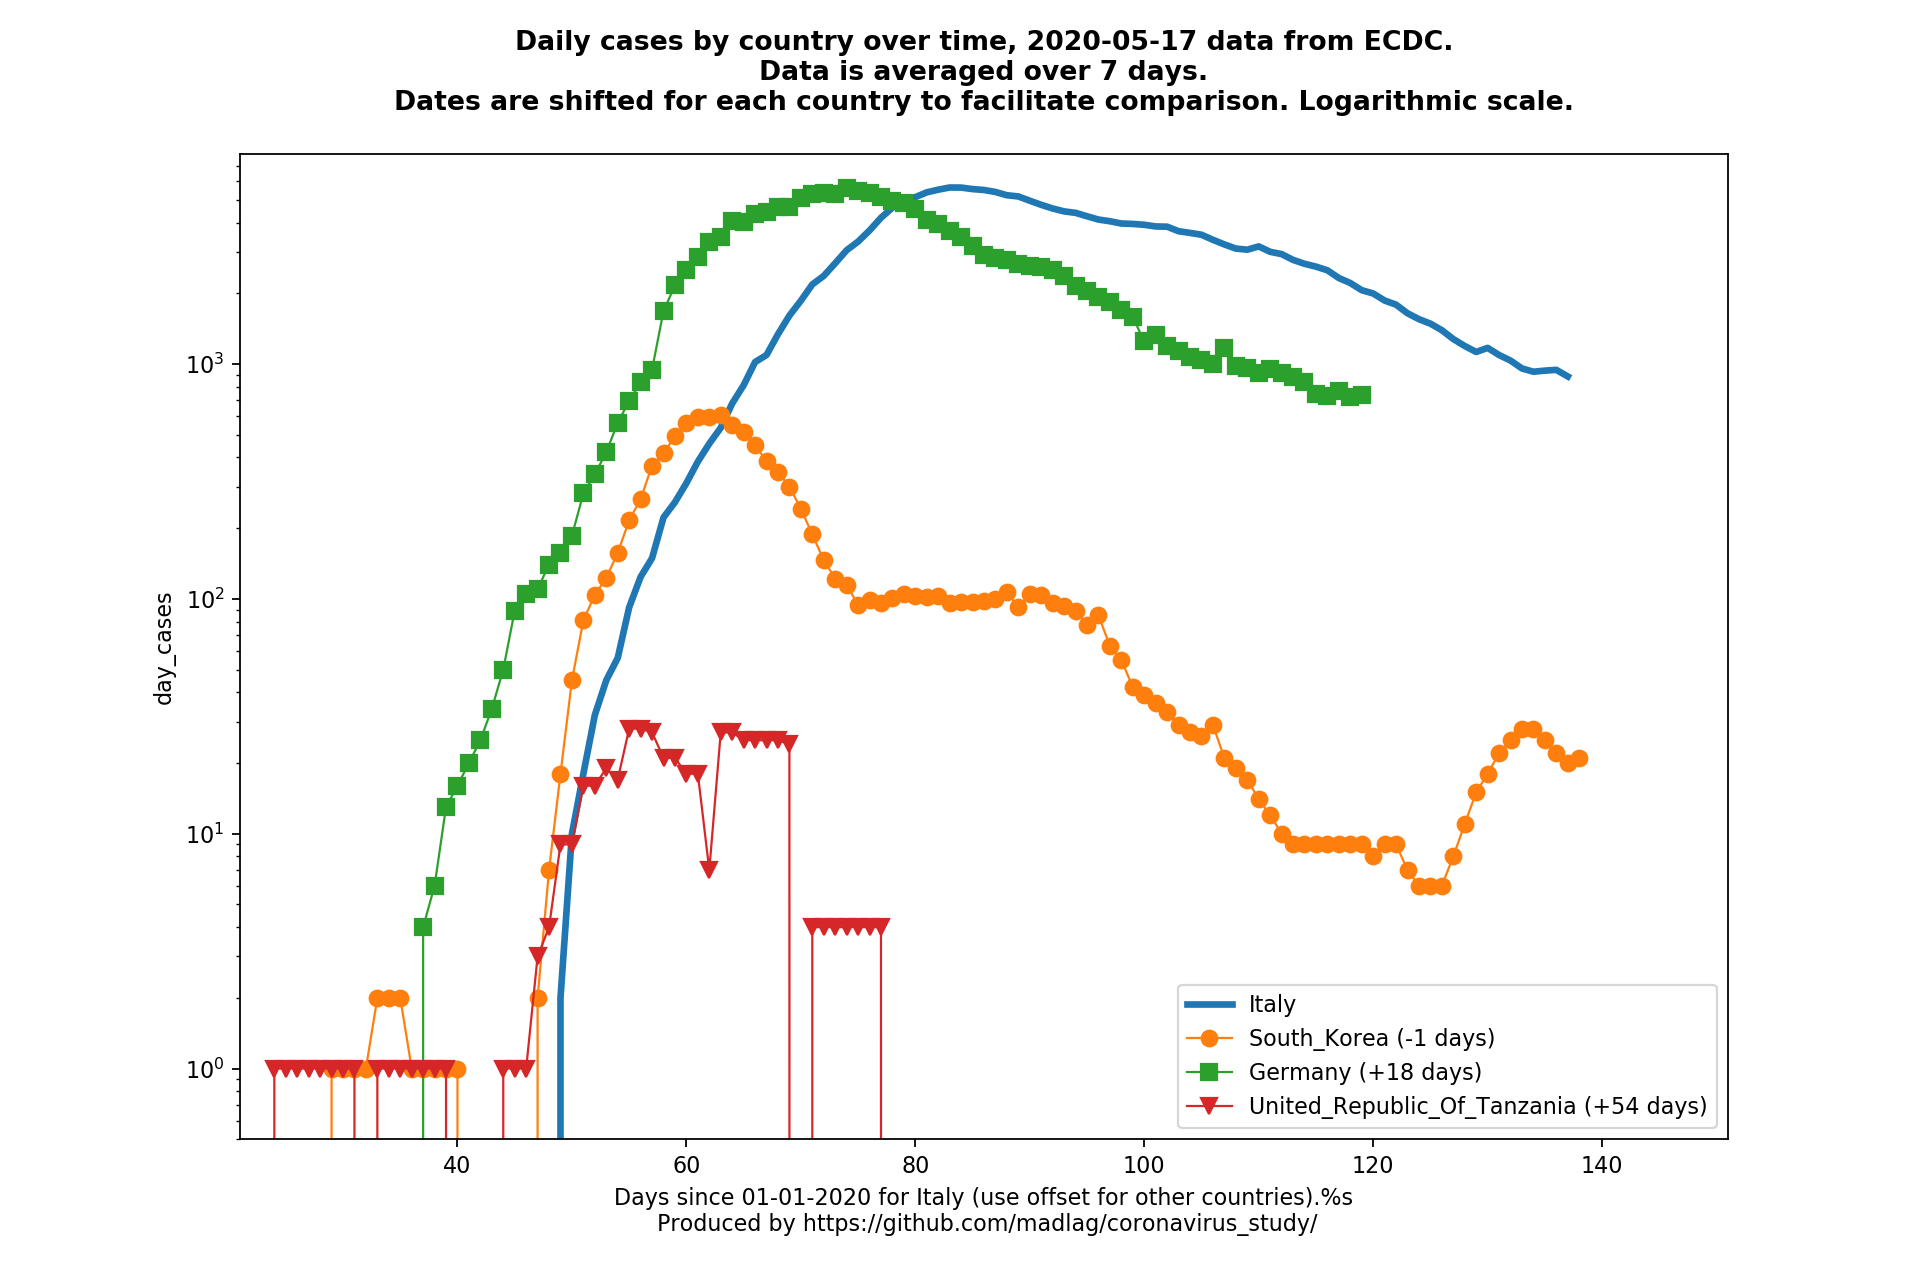 Daily cases by country over time, 2020-05-17 data from ECDC.
Data is averaged over 7 days.
Dates are shifted for each country to facilitate comparison. Logarithmic scale.
10³
10²
10¹
10⁰
day_cases
40 60 80 100 120 140
Days since 01-01-2020 for Italy (use offset for other countries).%s
Produced by https://github.com/madlag/coronavirus_study/
Italy
South_Korea (-1 days)
Germany (+18 days)
United_Republic_Of_Tanzania (+54 days)